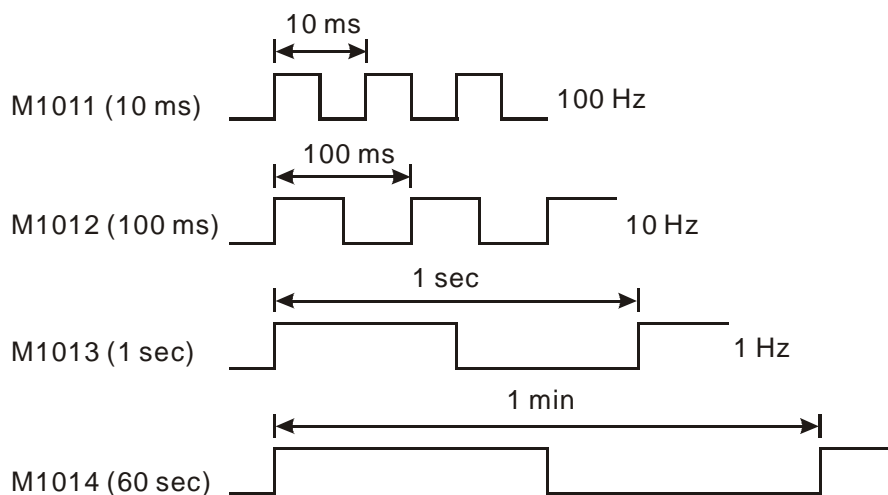 10 ms
M1011 (10 ms)
100 Hz
100 ms
M1012 (100 ms)
10 Hz
1 sec
M1013 (1 sec)
1 Hz
1 min
M1014 (60 sec)